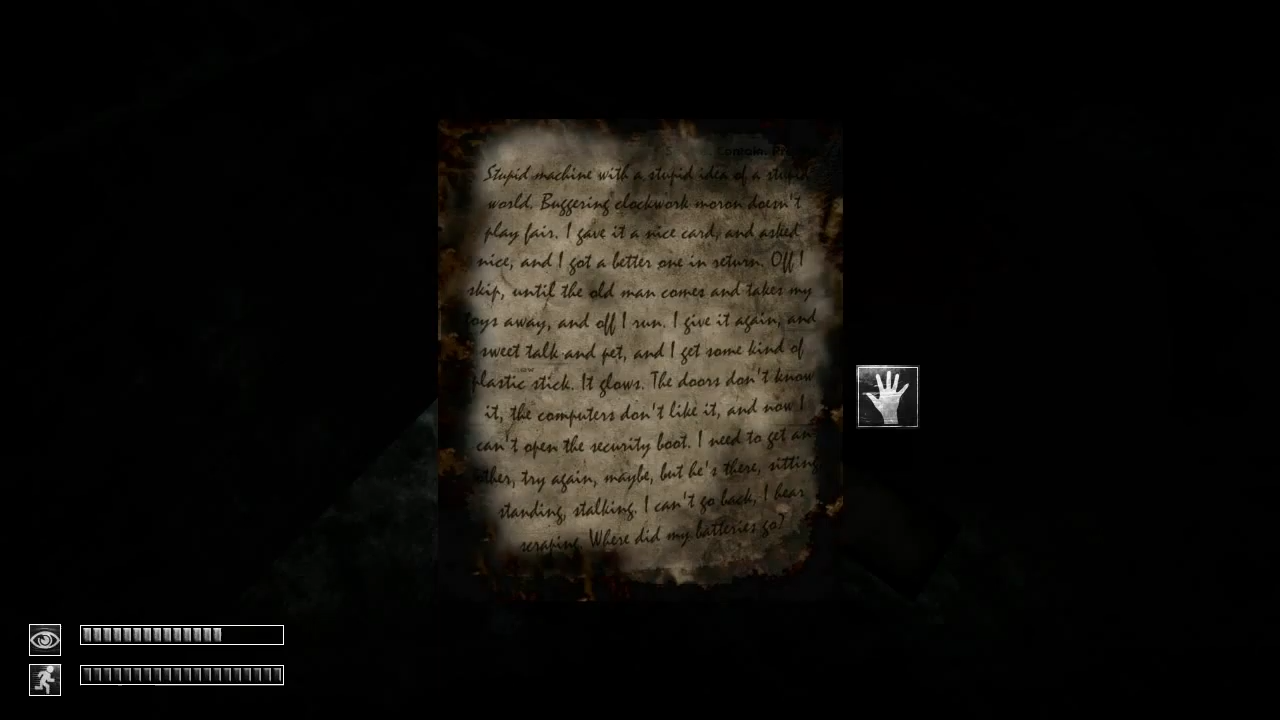 Contain. Pr
Stupid machine with a stupid idea of a stupid
world. Buggering clockwork moron doesn't
play fair. I gave it a nice card, and asked
nice, and I got a better one in return. Off I
skip, until the old man comes and takes my
toys away, and off I run. I give it again, and
sweet talk and pet, and I get some kind of
plastic stick. It glows. The doors don't know
it, the computers don't like it, and now I
can't open the security boot. I need to get an
other, try again, maybe, but he's there, sitting
standing, stalking. I can't go back, I hear
scraping. Where did my batteries go?